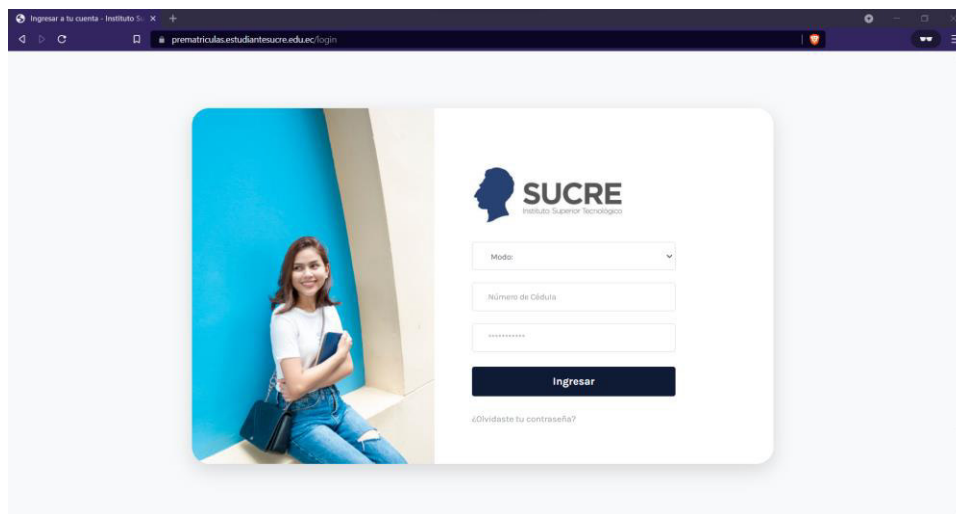 Ingresar a tu cuenta - Instituto Su
prematriculas.estudiantesucre.edu.ec/login
SUCRE
Instituto Superior Tecnológico
Modo:
Número de Cédula
***********
Ingresar
¿Olvidaste tu contraseña?